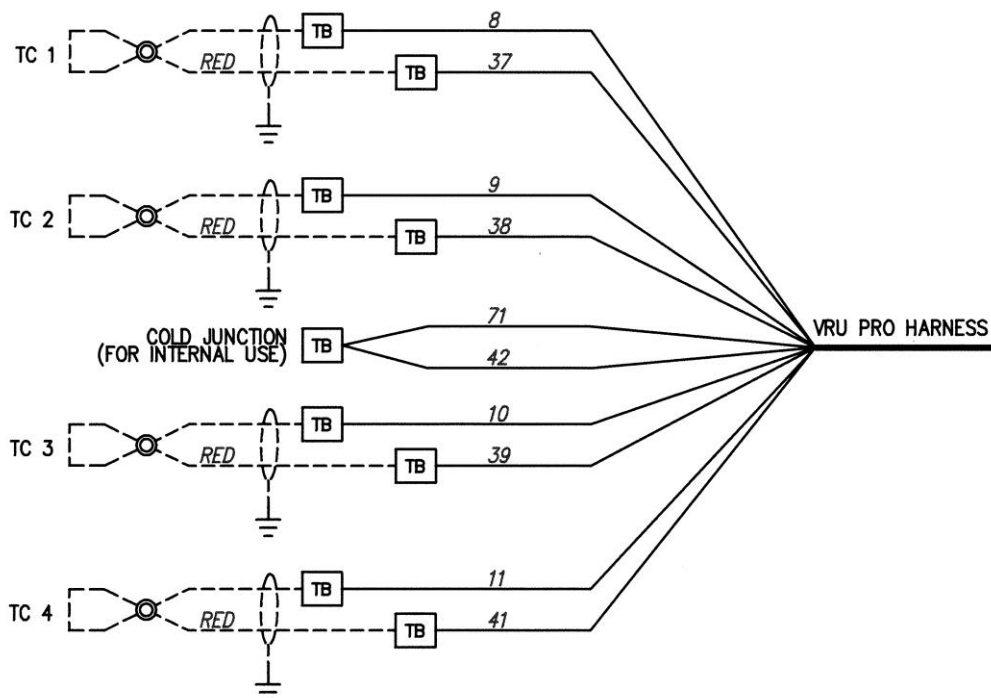 TB 8
TC 1 RED TB 37
TB 9
TC 2 RED TB 38
71
COLD JUNCTION
(FOR INTERNAL USE) TB
VRU PRO HARNESS
42
TB 10
TC 3 RED TB 39
TB 11
TC 4 RED TB 41